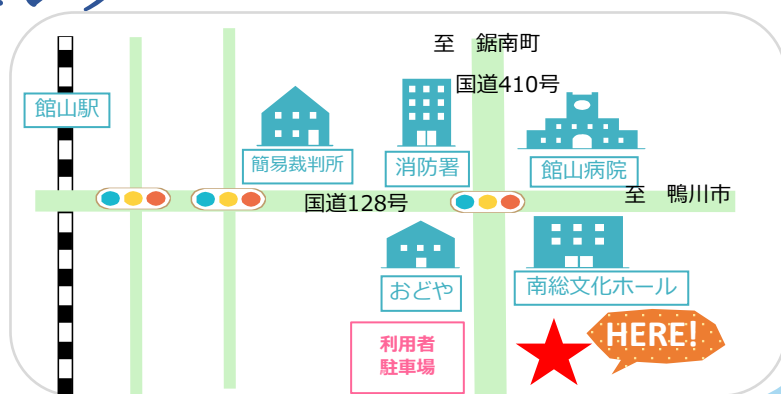 至　鋸南町
国道410号
館山駅
簡易裁判所
消防署
館山病院
国道128号
至　鴨川市
おどや
南総文化ホール
利用者
駐車場
HERE!